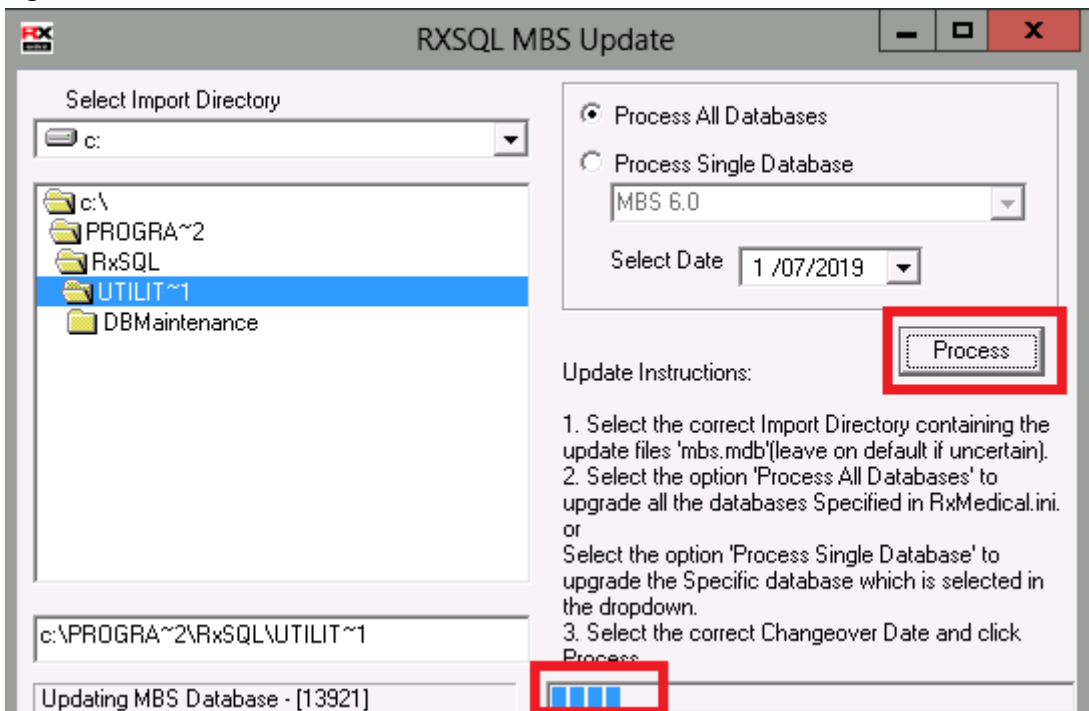 RX
RXSQL MBS Update
Select Import Directory
c:
c:\
PROGRA~2
RxSQL
UTILIT~1
DBMaintenance
c:\PROGRA~2\RxSQL\UTILIT~1
Updating MBS Database - [13921]
Process All Databases
Process Single Database
MBS 6.0
Select Date
1 /07/2019
Process
Update Instructions:
1. Select the correct Import Directory containing the
update files 'mbs.mdb'(leave on default if uncertain).
2. Select the option 'Process All Databases' to
upgrade all the databases Specified in RxMedical.ini.
or
Select the option 'Process Single Database' to
upgrade the Specific database which is selected in
the dropdown.
3. Select the correct Changeover Date and click
Process